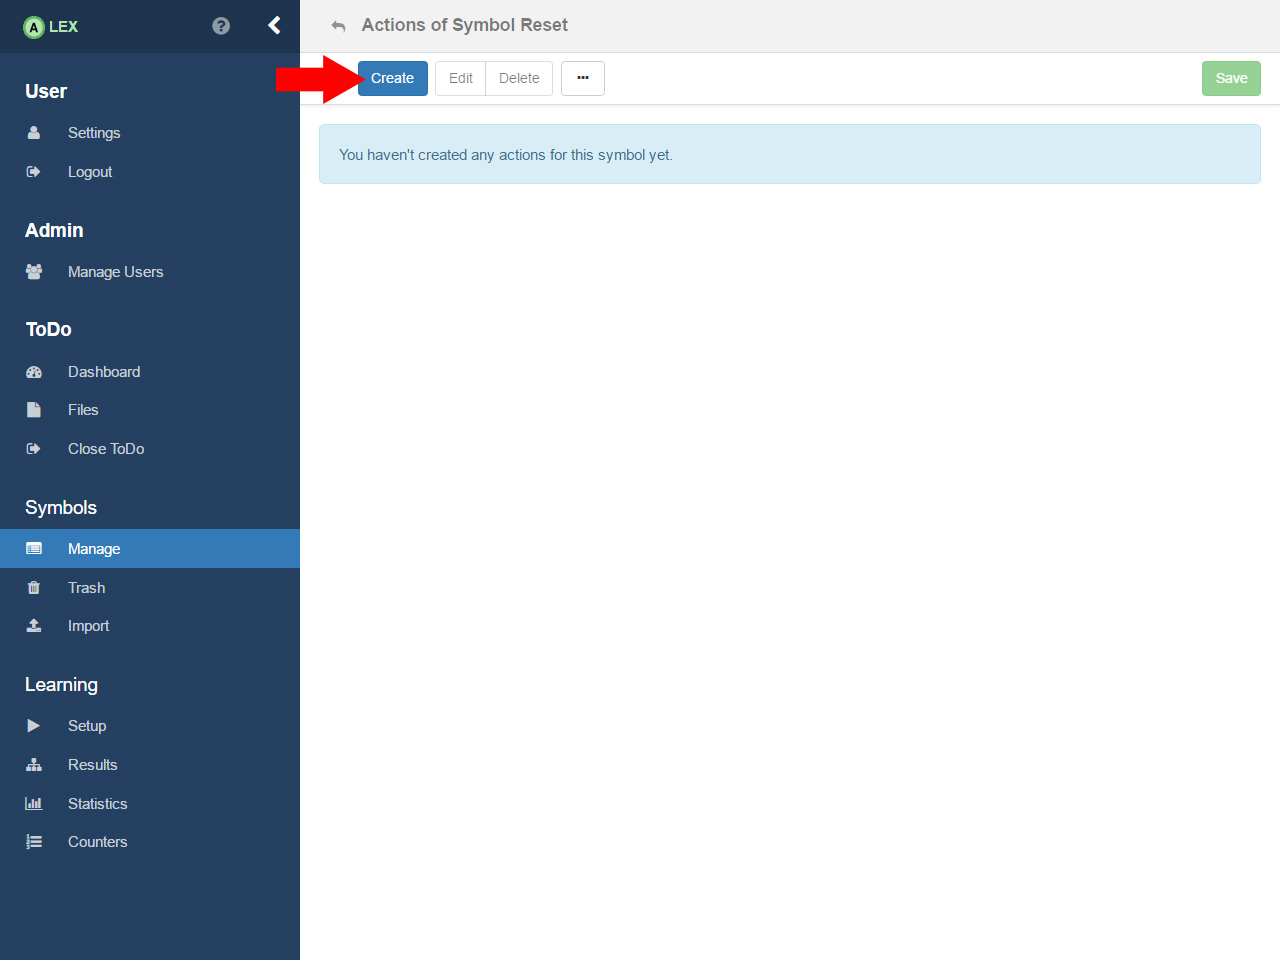 A LEX
Actions of Symbol Reset
Create Edit Delete ... Save
You haven't created any actions for this symbol yet.
User
Settings
Logout
Admin
Manage Users
ToDo
Dashboard
Files
Close ToDo
Symbols
Manage
Trash
Import
Learning
Setup
Results
Statistics
Counters